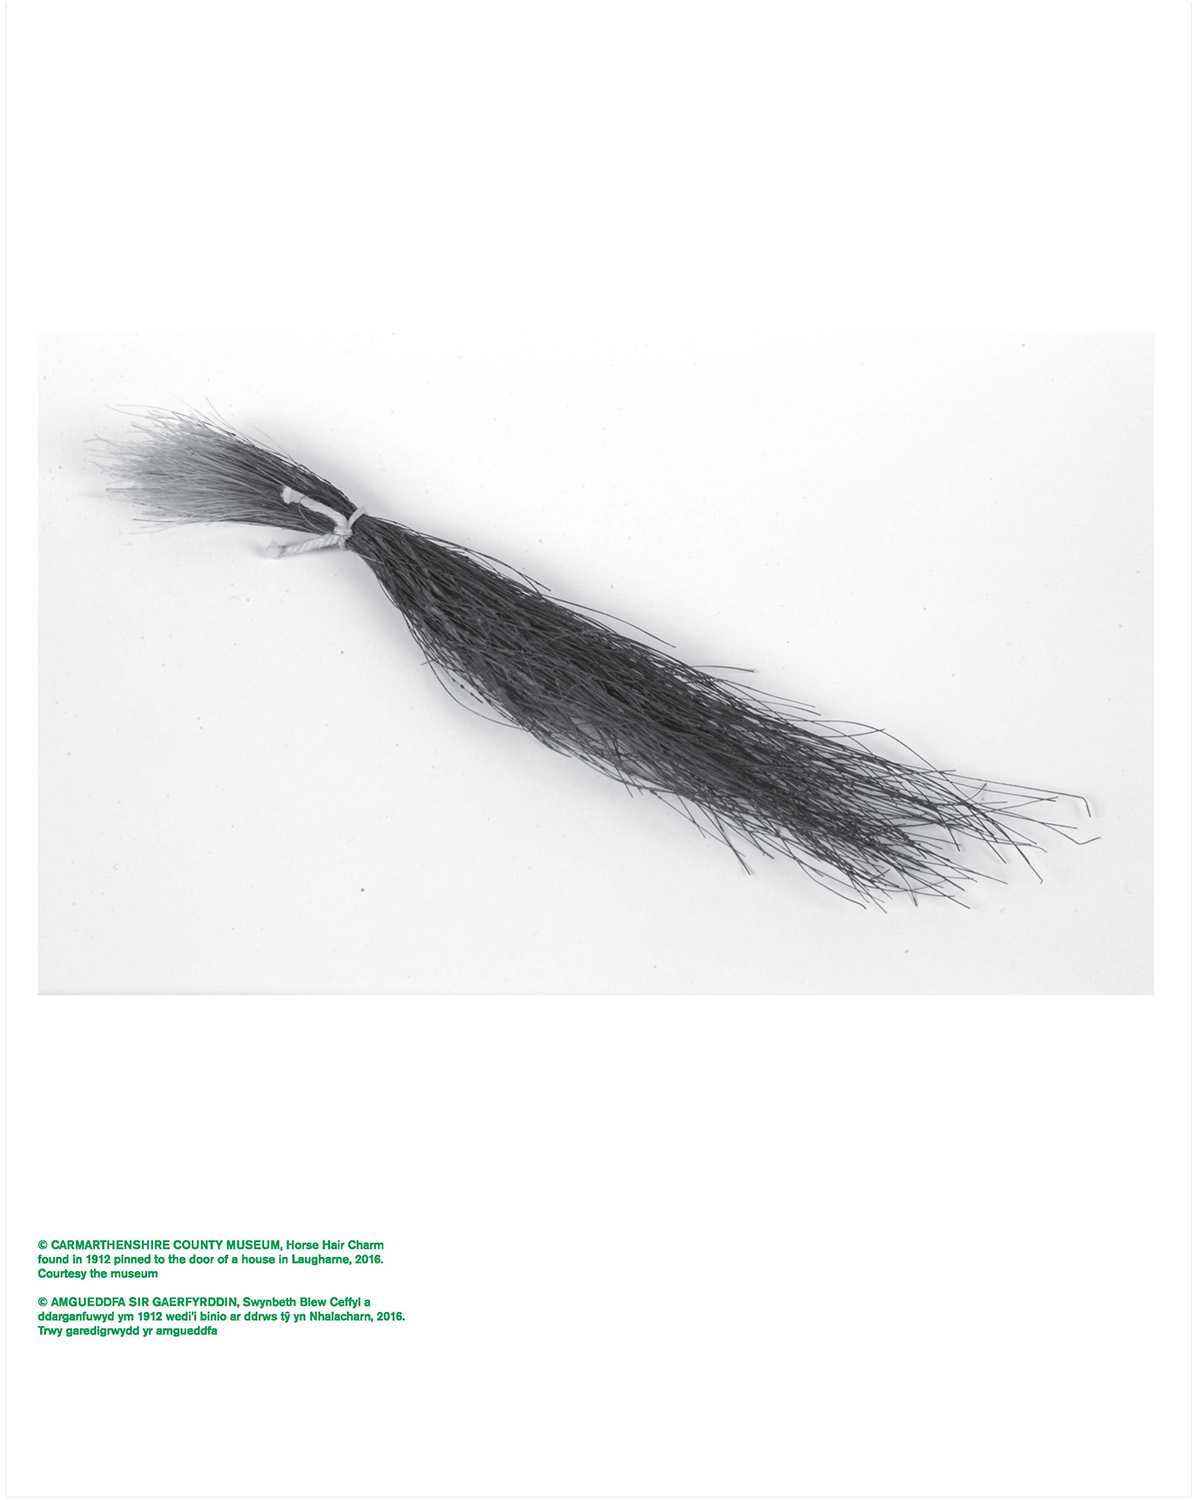 © CARMARTHENSHIRE COUNTY MUSEUM, Horse Hair Charm
found in 1912 pinned to the door of a house in Laugharne, 2016.
Courtesy the museum
© AMGUEDDFA SIR GAERFYRDDIN, Swynbeth Blew Ceffyl a
ddarganfuwyd ym 1912 wedi'i binio ar ddrws tŷ yn Nhalacharn, 2016.
Trwy garedigrwydd yr amgueddfa